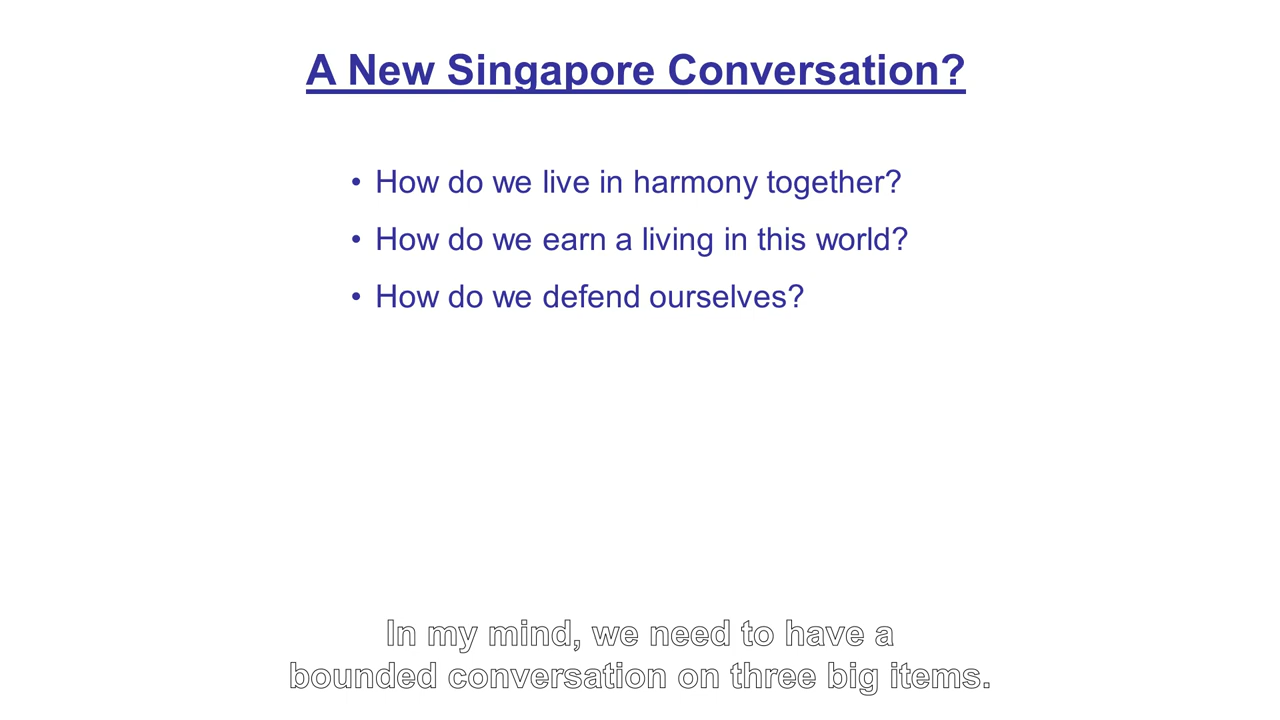 A New Singapore Conversation?
• How do we live in harmony together?
• How do we earn a living in this world?
• How do we defend ourselves?
In my mind, we need to have a
bounded conversation on three big items.